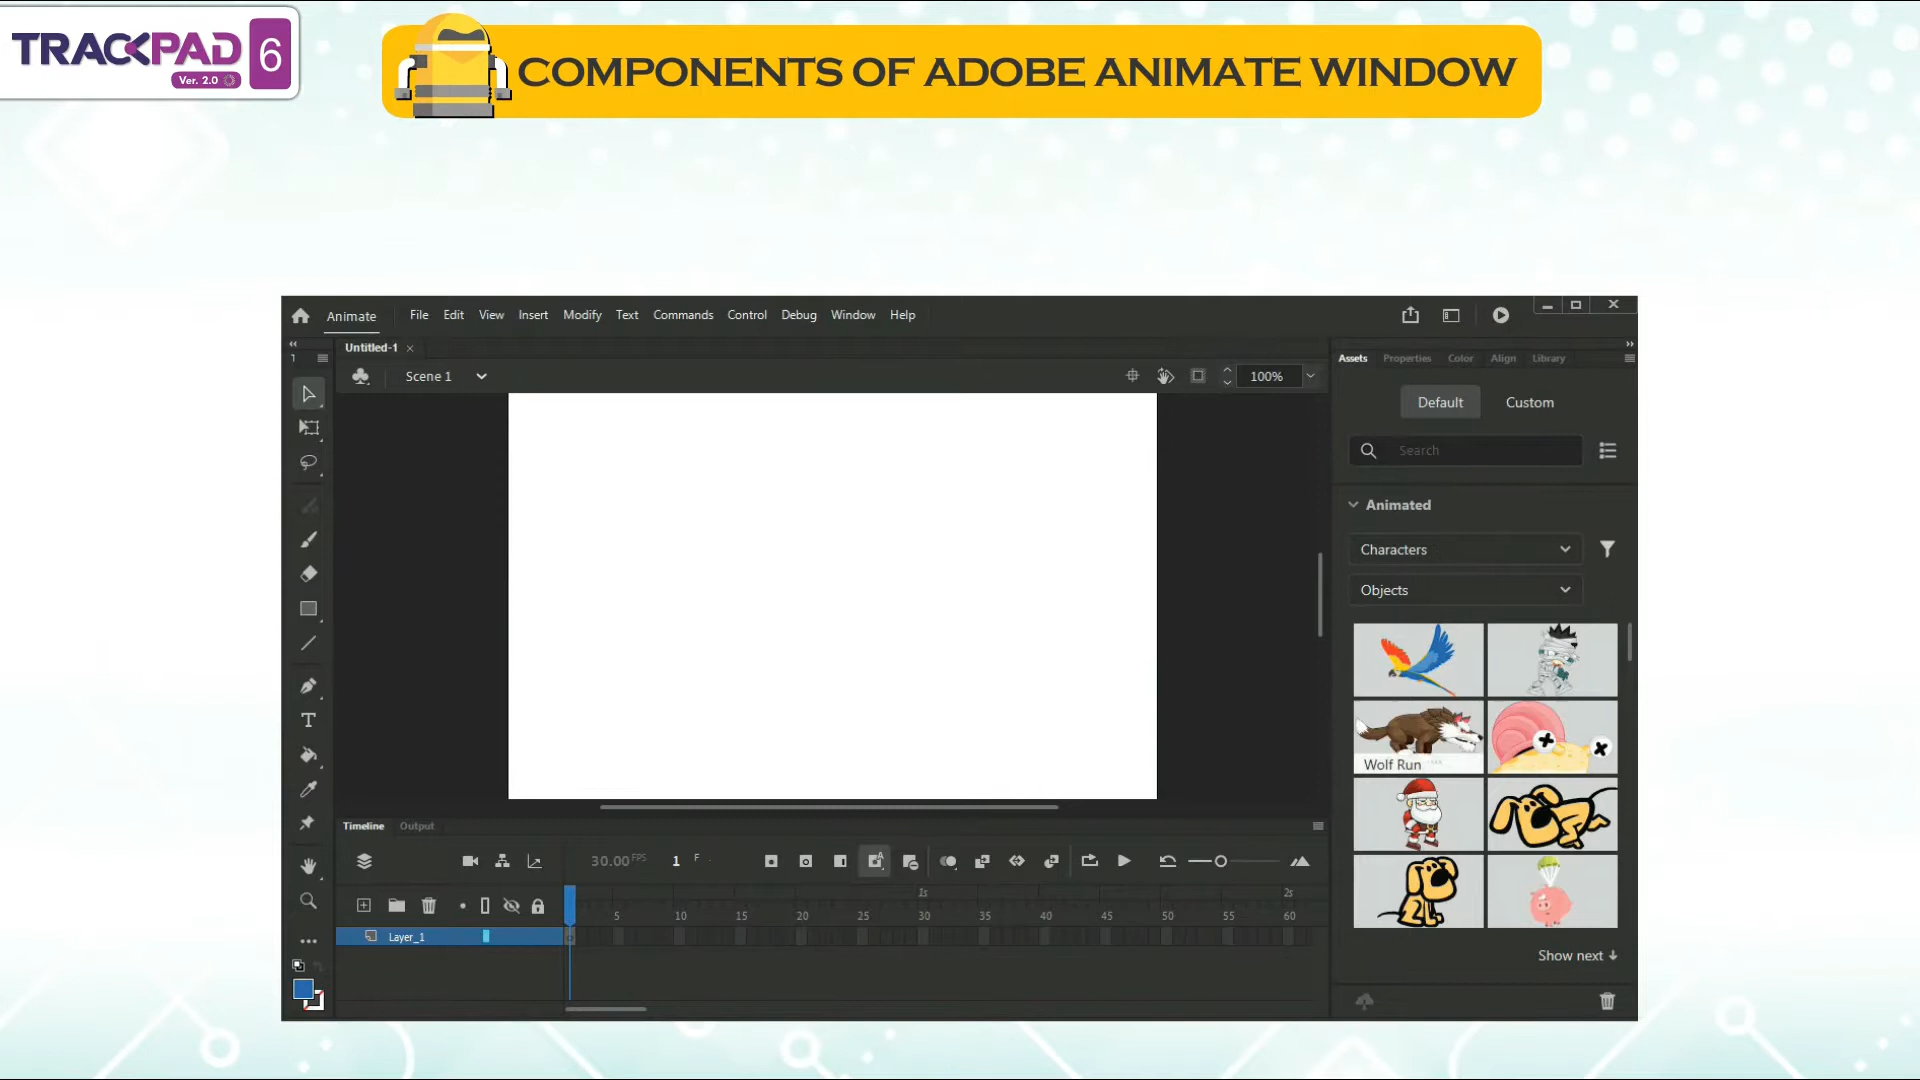 TRACKPAD
Ver. 2.0
6
COMPONENTS OF ADOBE ANIMATE WINDOW
Animate File Edit View Insert Modify Text Commands Control Debug Window Help
Untitled-1
Scene 1
100%
Assets Properties Color Align Library
Default Custom
Search
Animated
Characters
Objects
Wolf Run
Show next
Timeline Output
30.00 FPS 1 F
1s 2s
5 10 15 20 25 30 35 40 45 50 55 60
Layer_1